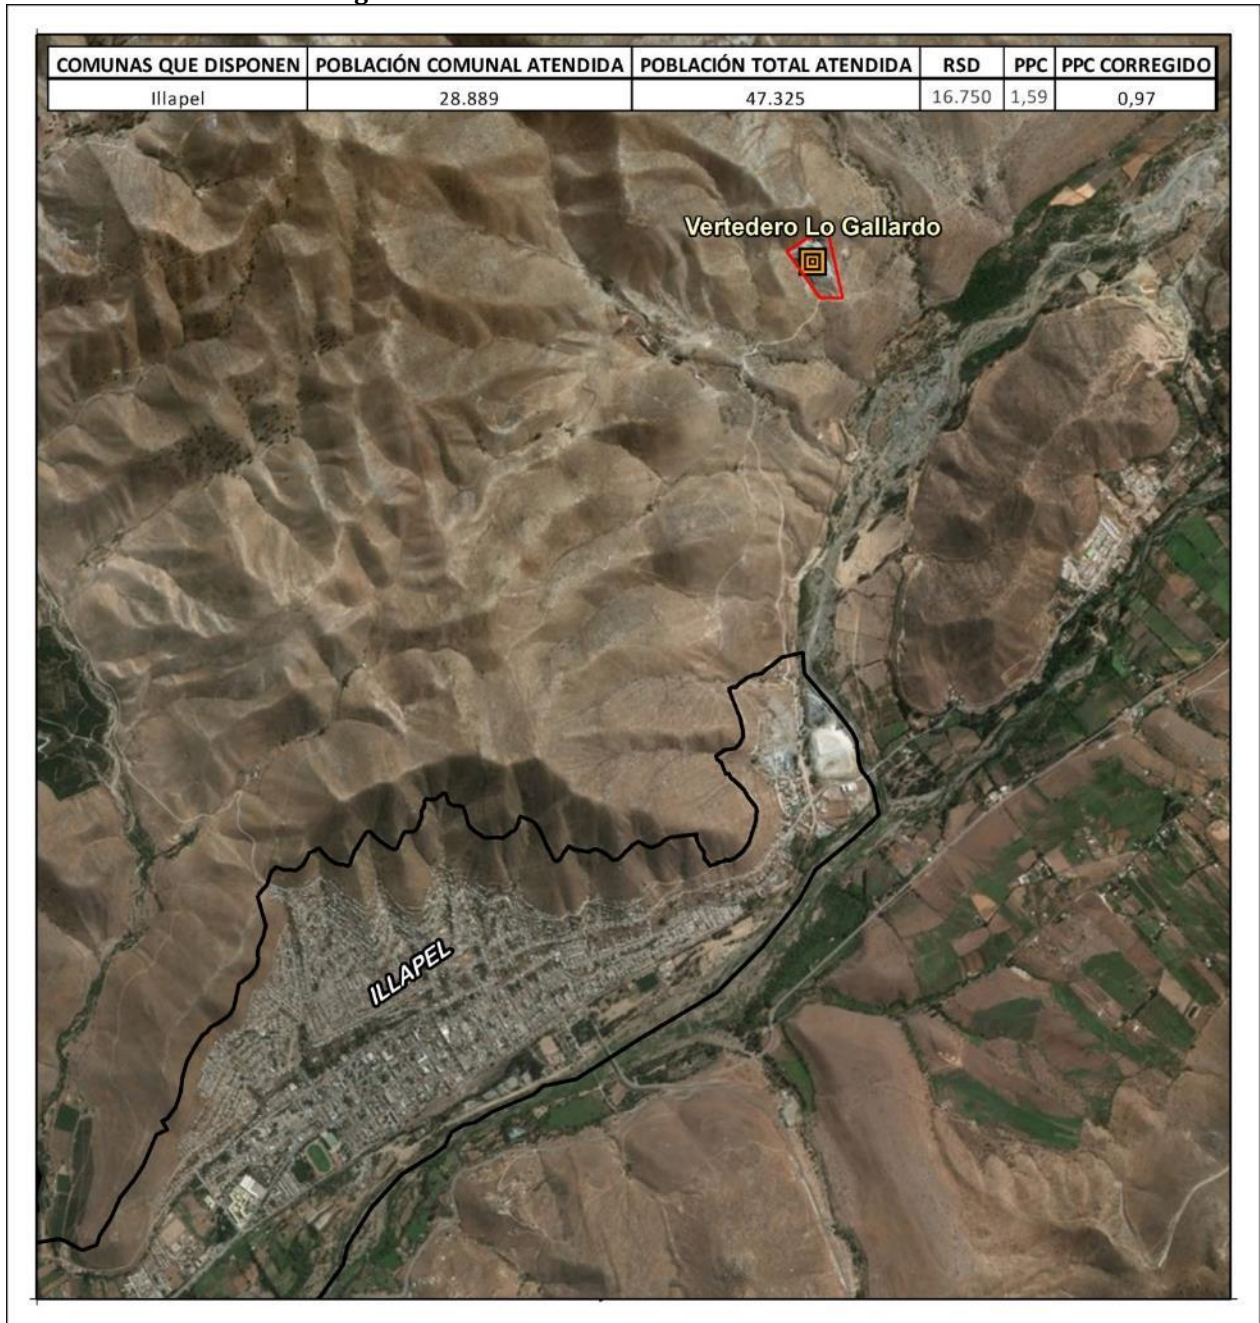 COMUNAS QUE DISPONEN POBLACIÓN COMUNAL ATENDIDA POBLACIÓN TOTAL ATENDIDA RSD PPC PPC CORREGIDO
Illapel 28.889 47.325 16.750 1,59 0,97
Vertedero Lo Gallardo
ILLAPEL